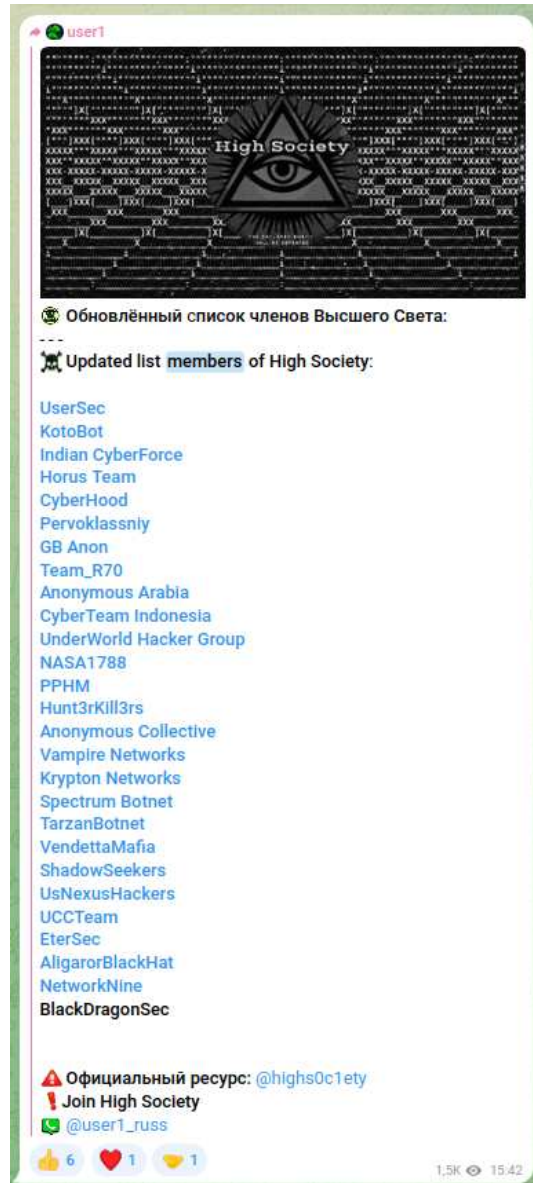 user1
High Society
Обновлённый список членов Высшего Света:
---
Updated list members of High Society:
UserSec
KotoBot
Indian CyberForce
Horus Team
CyberHood
Pervoklassniy
GB Anon
Team_R70
Anonymous Arabia
CyberTeam Indonesia
UnderWorld Hacker Group
NASA1788
PPHM
Hunt3rKill3rs
Anonymous Collective
Vampire Networks
Krypton Networks
Spectrum Botnet
TarzanBotnet
VendettaMafia
ShadowSeekers
UsNexusHackers
UCCTeam
EterSec
AligarorBlackHat
NetworkNine
BlackDragonSec
Официальный ресурс: @highs0c1ety
Join High Society
@user1_russ
6 1 1
1,5K 15:42